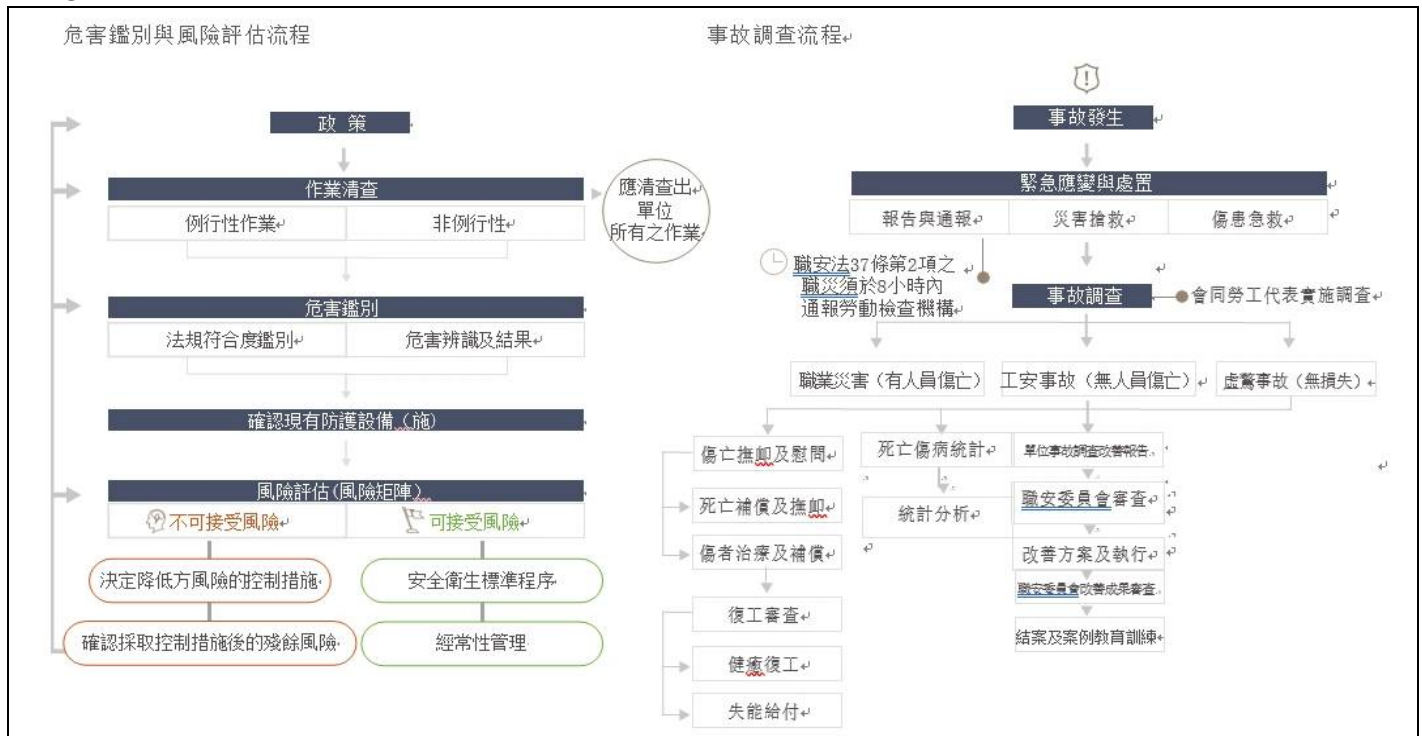 危害鑑別與風險評估流程
政 策
作業清查
例行性作業
非例行性
應清查出
單位
所有之作業
危害鑑別
法規符合度鑑別
危害辨識及結果
確認現有防護設備(施)
風險評估(風險矩陣)
不可接受風險
可接受風險
決定降低方風險的控制措施
安全衛生標準程序
確認採取控制措施後的殘餘風險
經常性管理
事故調查流程
事故發生
緊急應變與處置
報告與通報
災害搶救
傷患急救
職安法37條第2項之
職災須於8小時內
通報勞動檢查機構
事故調查
會同勞工代表實施調查
職業災害(有人員傷亡)
工安事故(無人員傷亡)
虛驚事故(無損失)
傷亡撫卹及慰問
死亡補償及撫卹
傷者治療及補償
復工審查
健癒復工
失能給付
死亡傷病統計
統計分析
單位事故調查改善報告
職安委員會審查
改善方案及執行
職安委員會改善成果審查
結案及案例教育訓練